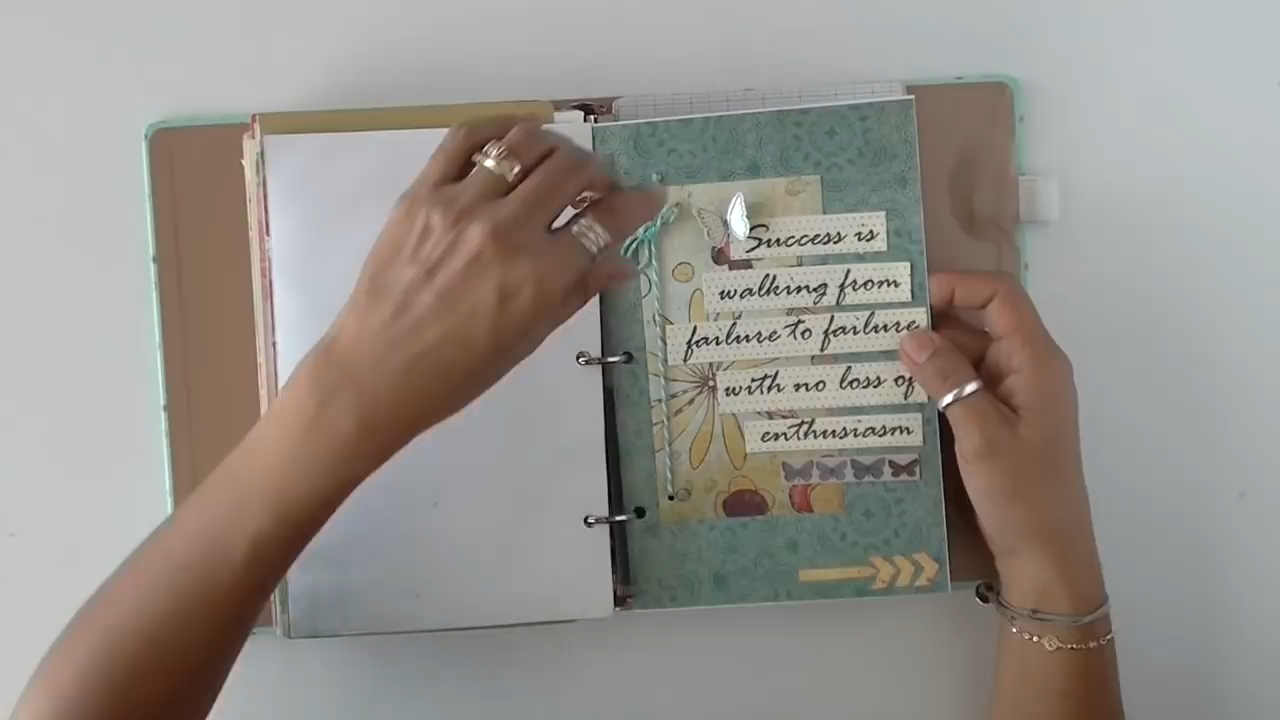 Success is
walking from
failure to failure
with no loss of
enthusiasm